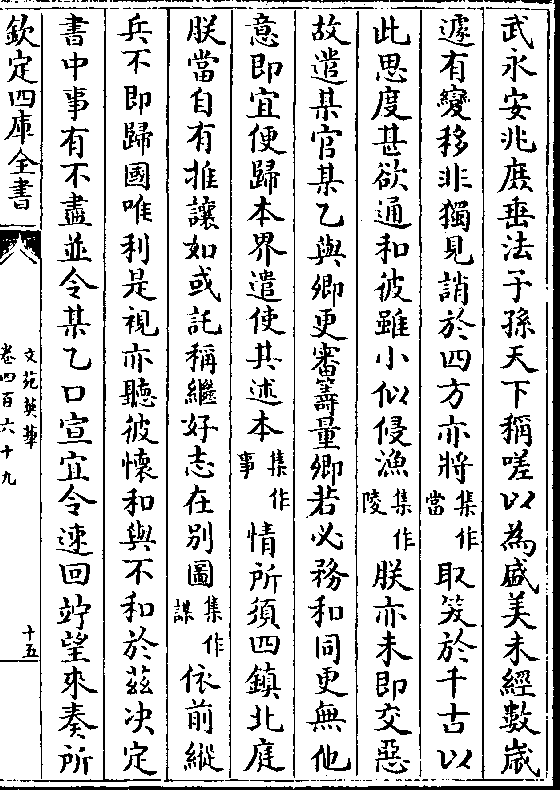 武永安兆庶垂法子孫天下稱嗟以為盛美未經數歲
遽有變移非獨見誚於四方亦將集作當取笑於千古以
此思度甚欲通和彼雖小似侵漁集作陵朕亦未即交惡
故遣某官某乙與卿更審籌量卿若必務和同更無他
意即宜便歸本界遣使具述本集作事情所須四鎮北庭
朕當自有推讓如或託稱繼好志在别圖集作謀依前縱
兵不即歸國唯利是視亦聽彼懷和與不和於茲決定
書中事有不盡並令某乙口宣宜令速回竚望來奏所
欽定四庫全書
文苑英華
卷四百六十九
十五